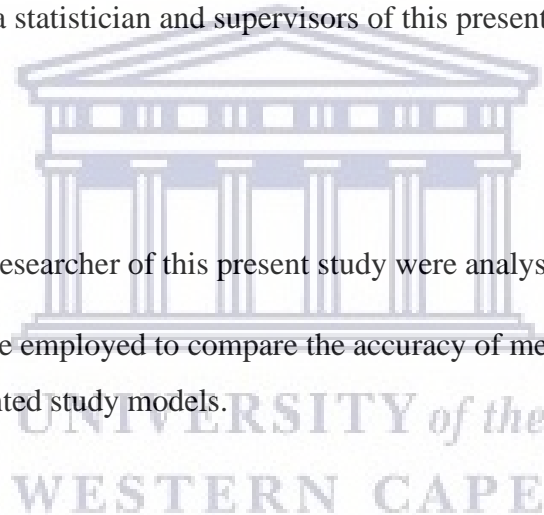 a statistician and supervisors of this present
esearcher of this present study were analys
e employed to compare the accuracy of me
nted study models.
UNIVERSITY of the
WESTERN CAPE